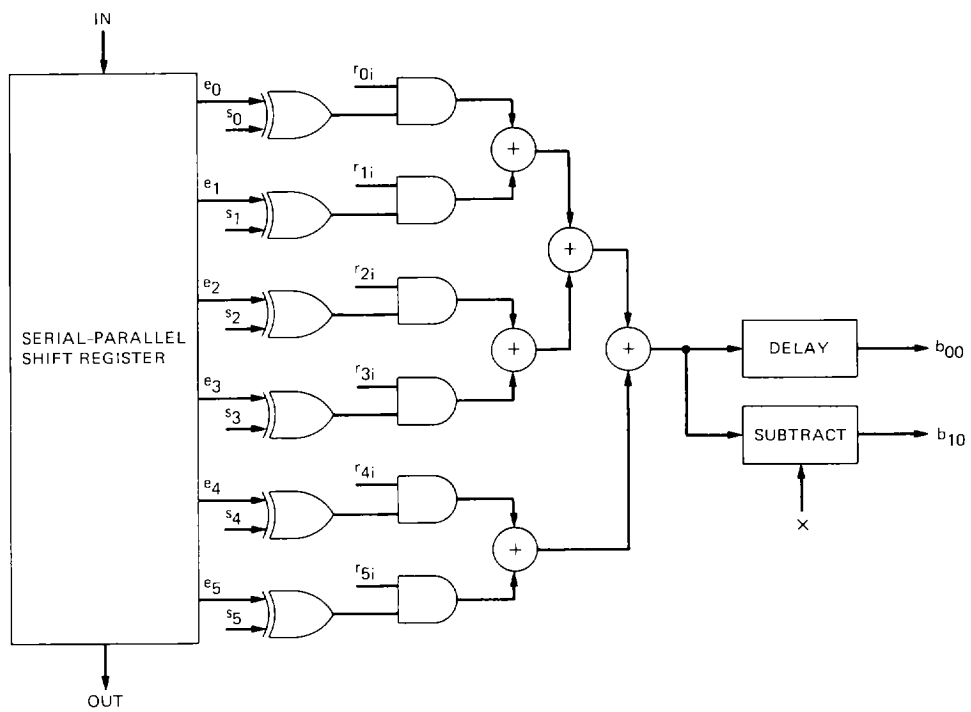 IN
e0
s0
r0i
e1
s1
r1i
e2
s2
r2i
SERIAL-PARALLEL
SHIFT REGISTER
e3
s3
r3i
e4
s4
r4i
e5
s5
r5i
+
+
+
+
+
DELAY
b00
SUBTRACT
b10
X
OUT